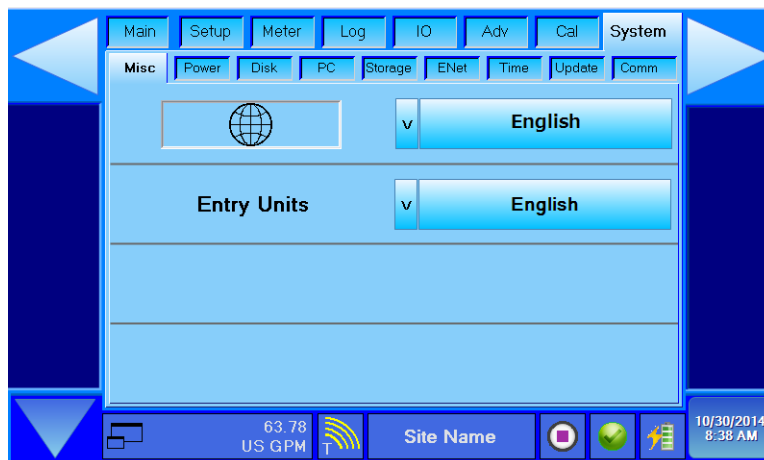 Main Setup Meter Log IO Adv Cal System
Misc Power Disk PC Storage ENet Time Update Comm
v English
Entry Units v English
63.78
US GPM
T
Site Name
10/30/2014
8:38 AM